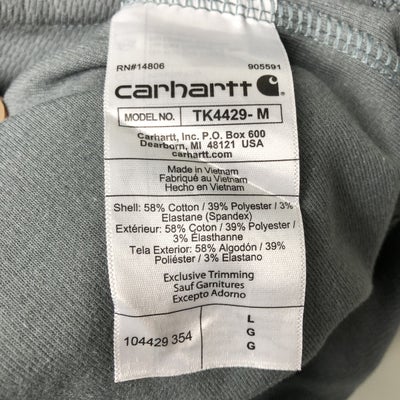 RN#14806 905591
carhartt
MODEL NO. TK4429- M
Carhartt, Inc. P.O. Box 600
Dearborn, MI 48121 USA
carhartt.com
Made in Vietnam
Fabriqué au Vietnam
Hecho en Vietnam
Shell: 58% Cotton / 39% Polyester / 3%
Elastane (Spandex)
Extérieur: 58% Coton / 39% Polyester /
3% Élasthanne
Tela Exterior: 58% Algodón / 39%
Poliéster / 3% Elastano
Exclusive Trimming
Sauf Garnitures
Excepto Adorno
104429 354
L
G
G